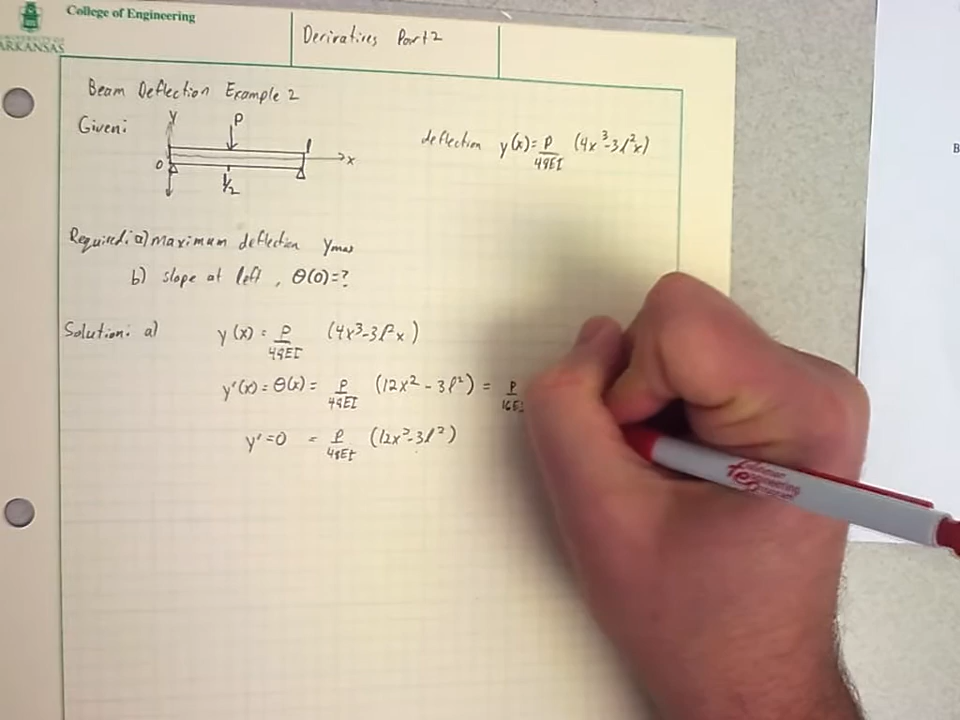 College of Engineering
UNIVERSITY OF
ARKANSAS
Derivatives Part 2
Beam Deflection Example 2
Given:
y
P
l
0
x
l/2
deflection y(x) = P/48EI (4x³-3l²x)
Required: a) maximum deflection ymax
b) slope at left, θ(0)=?
Solution: a) y(x) = P/48EI (4x³-3l²x)
y'(x) = θ(x) = P/48EI (12x² - 3l²) = P/16EI
y'=0 = P/48EI (12x²-3l²)
B